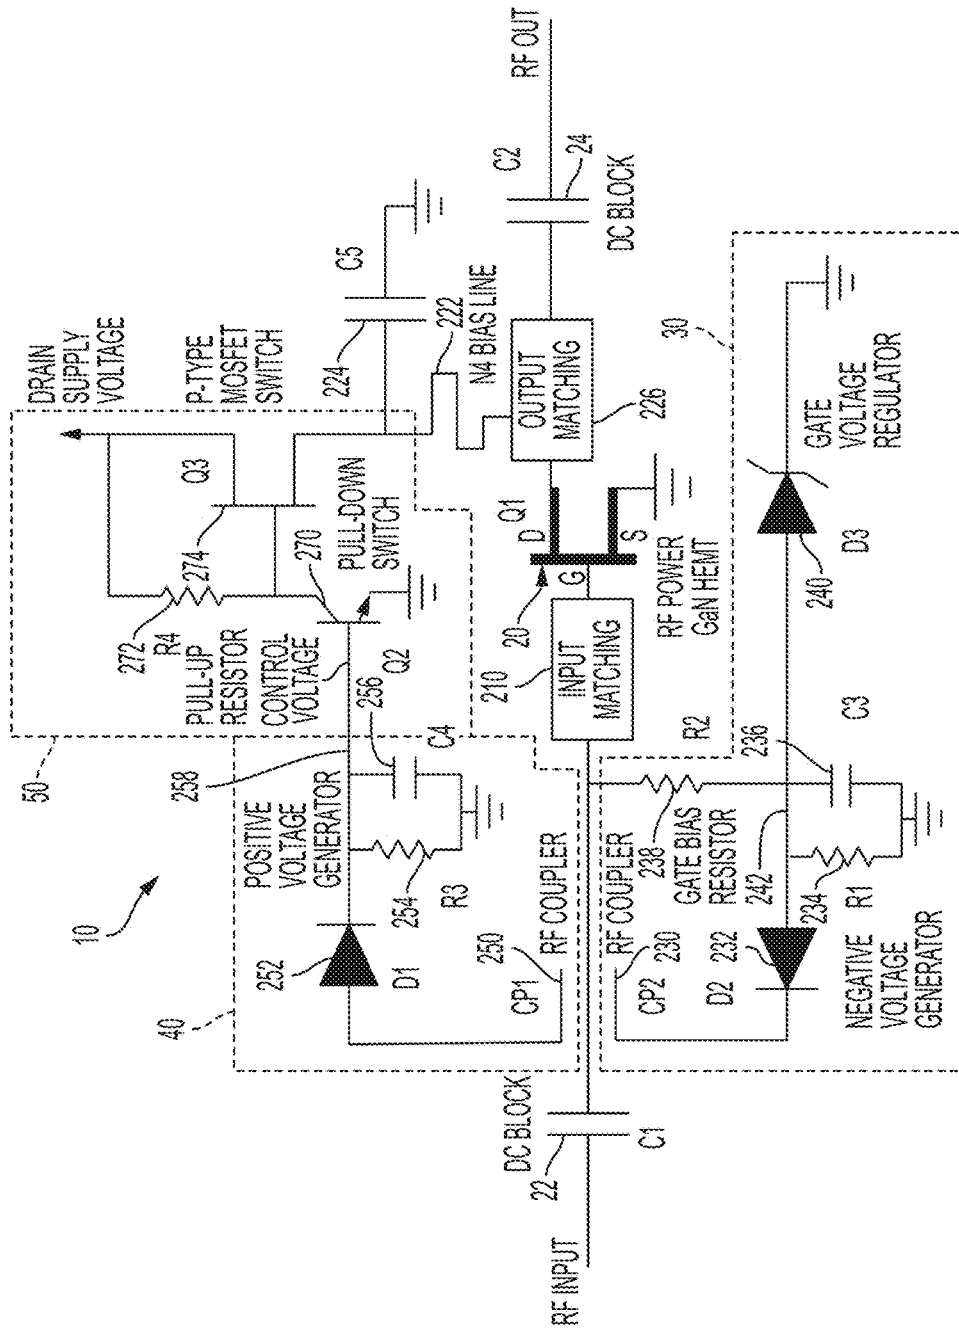 10
50
DRAIN
SUPPLY
VOLTAGE
272
R4
PULL-UP
RESISTOR
274
Q3
P-TYPE
MOSFET
SWITCH
CONTROL
VOLTAGE
270
PULL-DOWN
SWITCH
Q2
224
C5
222
N4 BIAS LINE
40
POSITIVE
VOLTAGE
GENERATOR
258
256
C4
252
D1
254
R3
CP1
250
RF COUPLER
RF INPUT
22
DC BLOCK
C1
210
INPUT
MATCHING
20
G
D
Q1
S
RF POWER
GaN HEMT
OUTPUT
MATCHING
226
C2
24
DC BLOCK
RF OUT
CP2
230
RF COUPLER
238
GATE BIAS
RESISTOR
R2
30
D2
232
242
234
R1
236
C3
NEGATIVE
VOLTAGE
GENERATOR
240
D3
GATE
VOLTAGE
REGULATOR